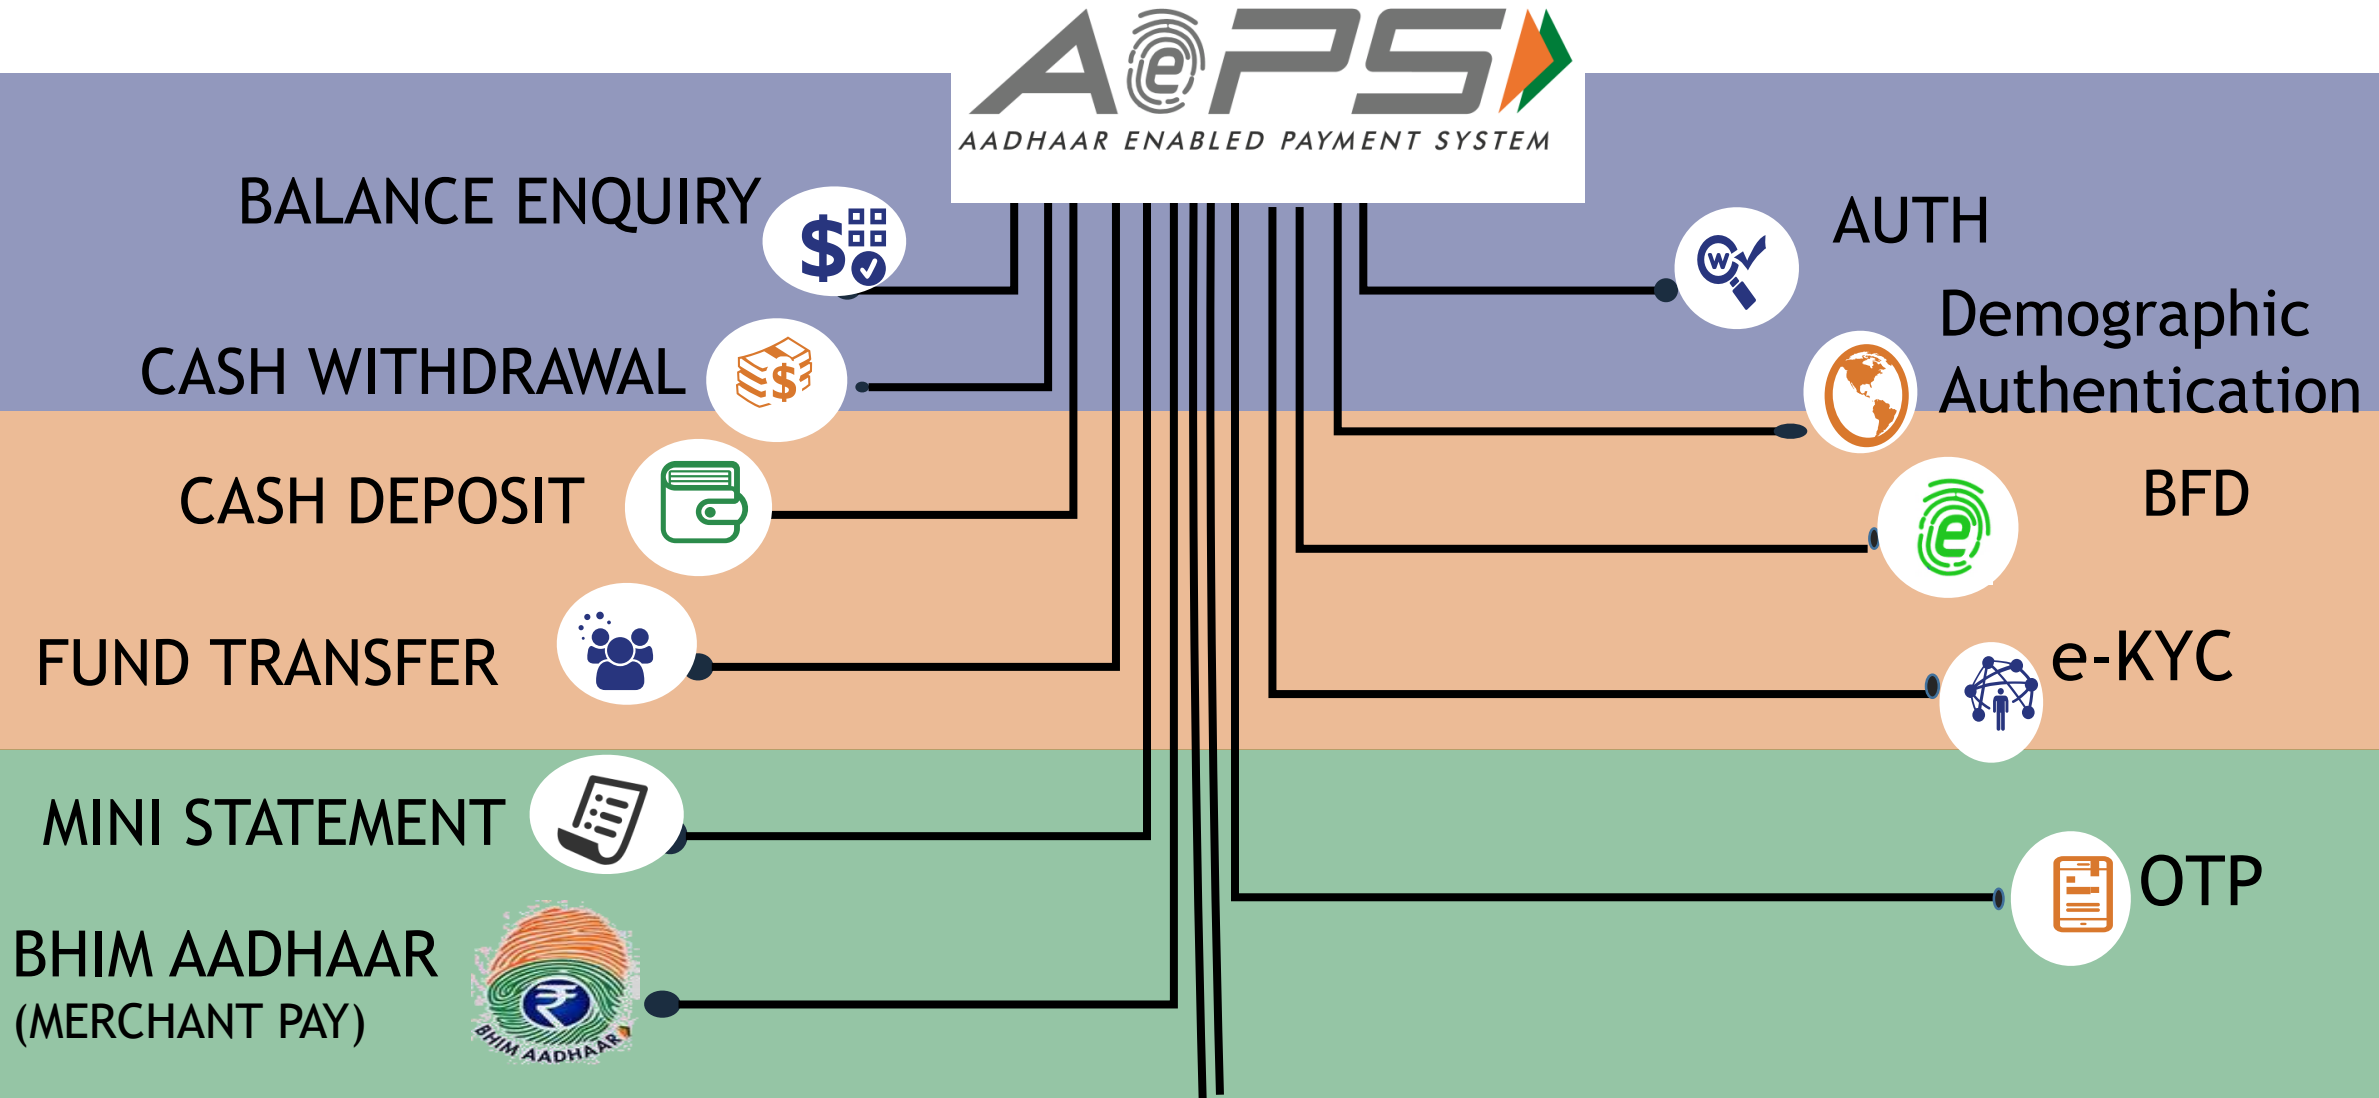 AePS
AADHAAR ENABLED PAYMENT SYSTEM
BALANCE ENQUIRY
CASH WITHDRAWAL
CASH DEPOSIT
FUND TRANSFER
MINI STATEMENT
BHIM AADHAAR
(MERCHANT PAY)
BHIM AADHAAR
AUTH
Demographic
Authentication
BFD
e
e-KYC
OTP
$
$
W